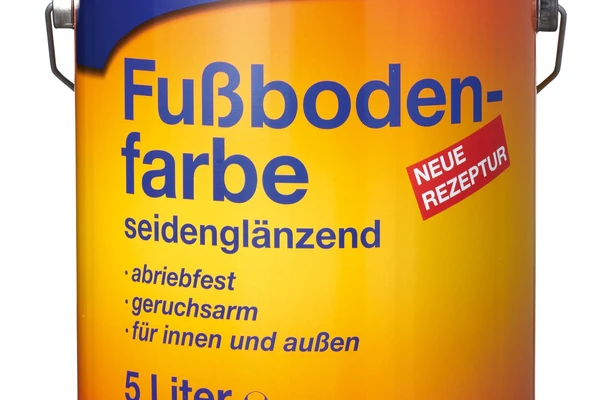 Fußboden-
farbe
NEUE
REZEPTUR
seidenglänzend
· abriebfest
· geruchsarm
· für innen und außen
5 Liter ℮